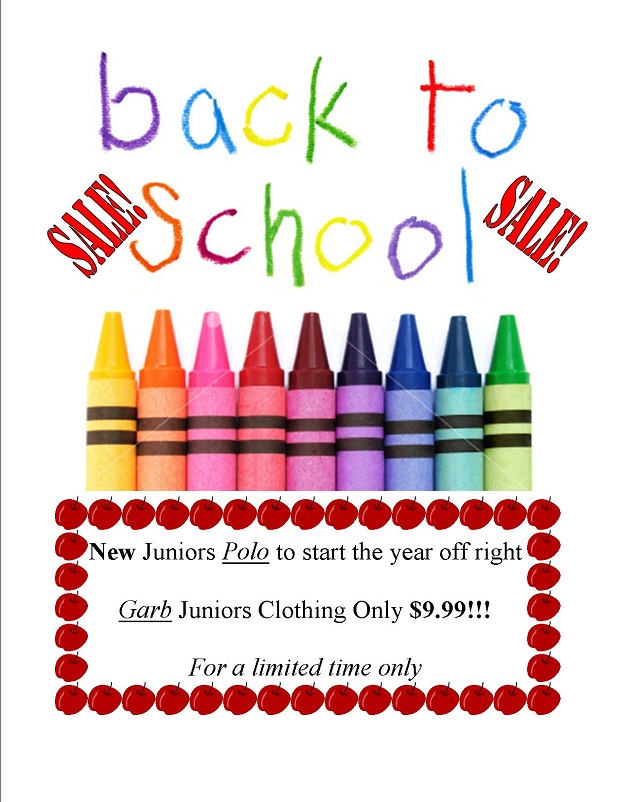 back to
SALE! School SALE!
New Juniors Polo to start the year off right
Garb Juniors Clothing Only $9.99!!!
For a limited time only